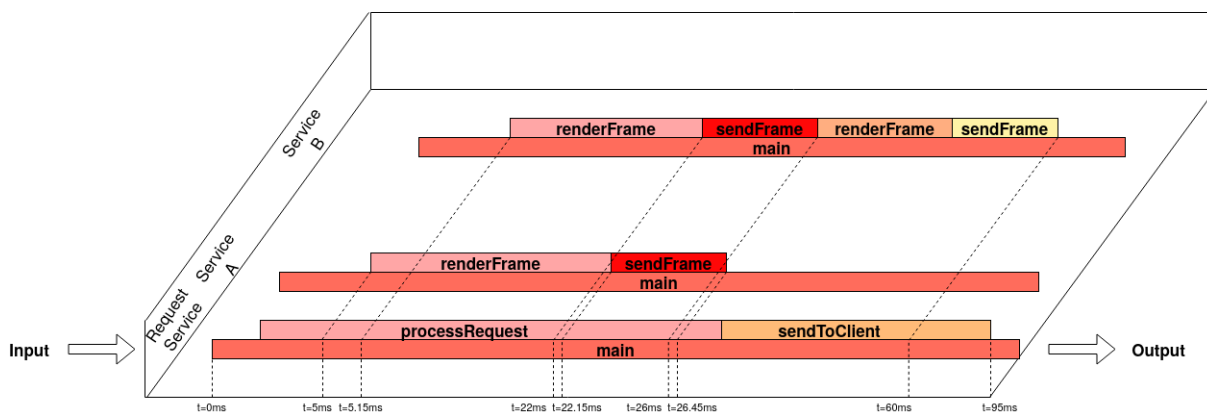 Service
B
renderFrame
sendFrame
renderFrame
sendFrame
main
Service
A
renderFrame
sendFrame
main
Request
Service
processRequest
sendToClient
main
Input
Output
t=0ms
t=5ms
t=5.15ms
t=22ms
t=22.15ms
t=26ms
t=26.45ms
t=60ms
t=95ms